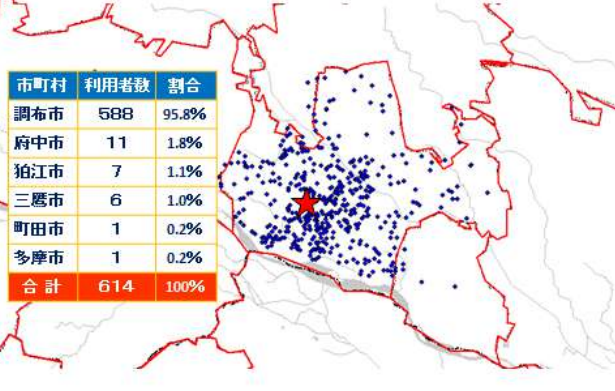 市町村 利用者数 割合
調布市 588 95.8%
府中市 11 1.8%
狛江市 7 1.1%
三鷹市 6 1.0%
町田市 1 0.2%
多摩市 1 0.2%
合 計 614 100%